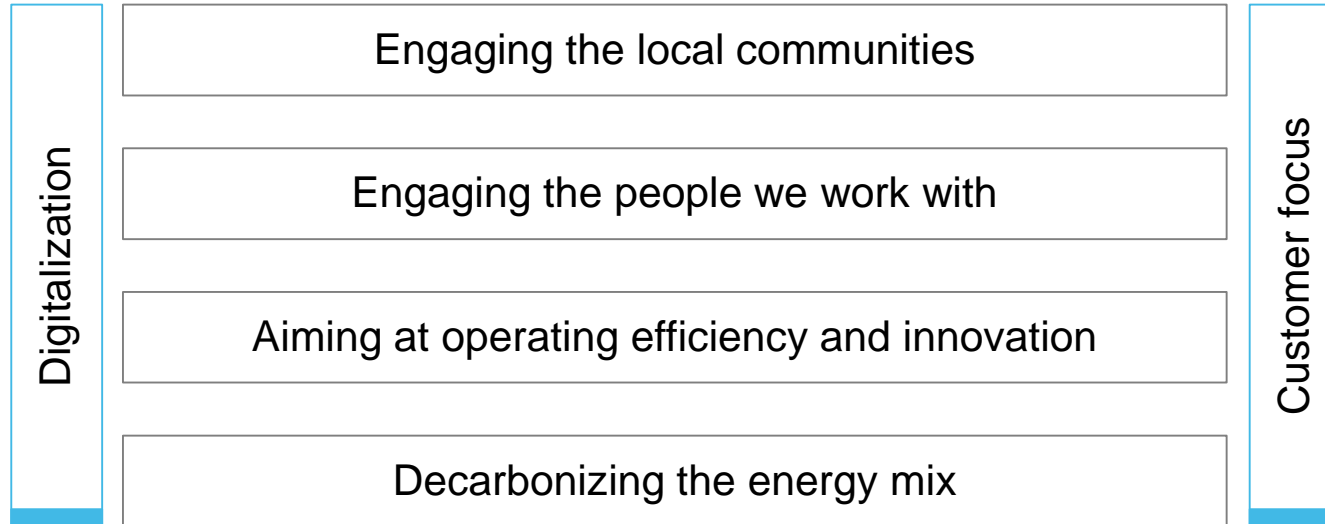 Digitalization
Engaging the local communities
Engaging the people we work with
Aiming at operating efficiency and innovation
Decarbonizing the energy mix
Customer focus